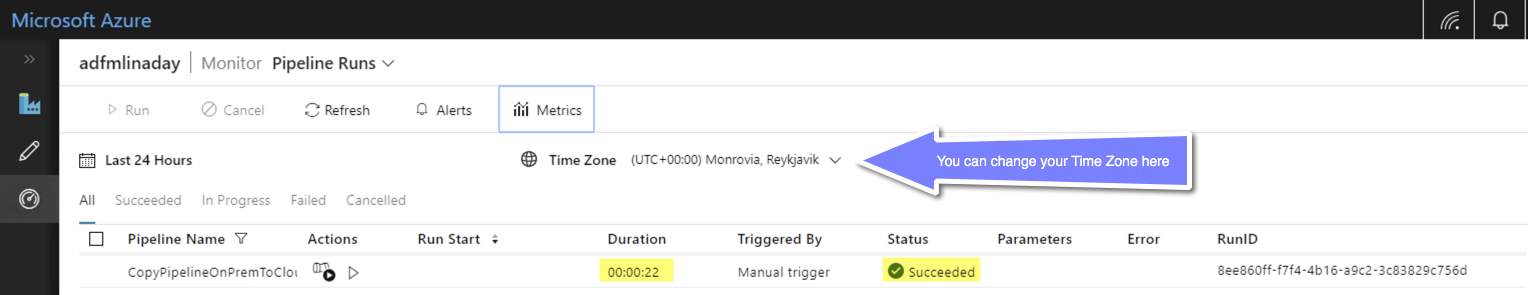 Microsoft Azure
adfmlinaday Monitor Pipeline Runs
Run Cancel Refresh Alerts Metrics
Last 24 Hours Time Zone (UTC+00:00) Monrovia, Reykjavik You can change your Time Zone here
All Succeeded In Progress Failed Cancelled
Pipeline Name Actions Run Start Duration Triggered By Status Parameters Error RunID
CopyPipelineOnPremToClou 00:00:22 Manual trigger Succeeded 8ee860ff-f7f4-4b16-a9c2-3c83829c756d